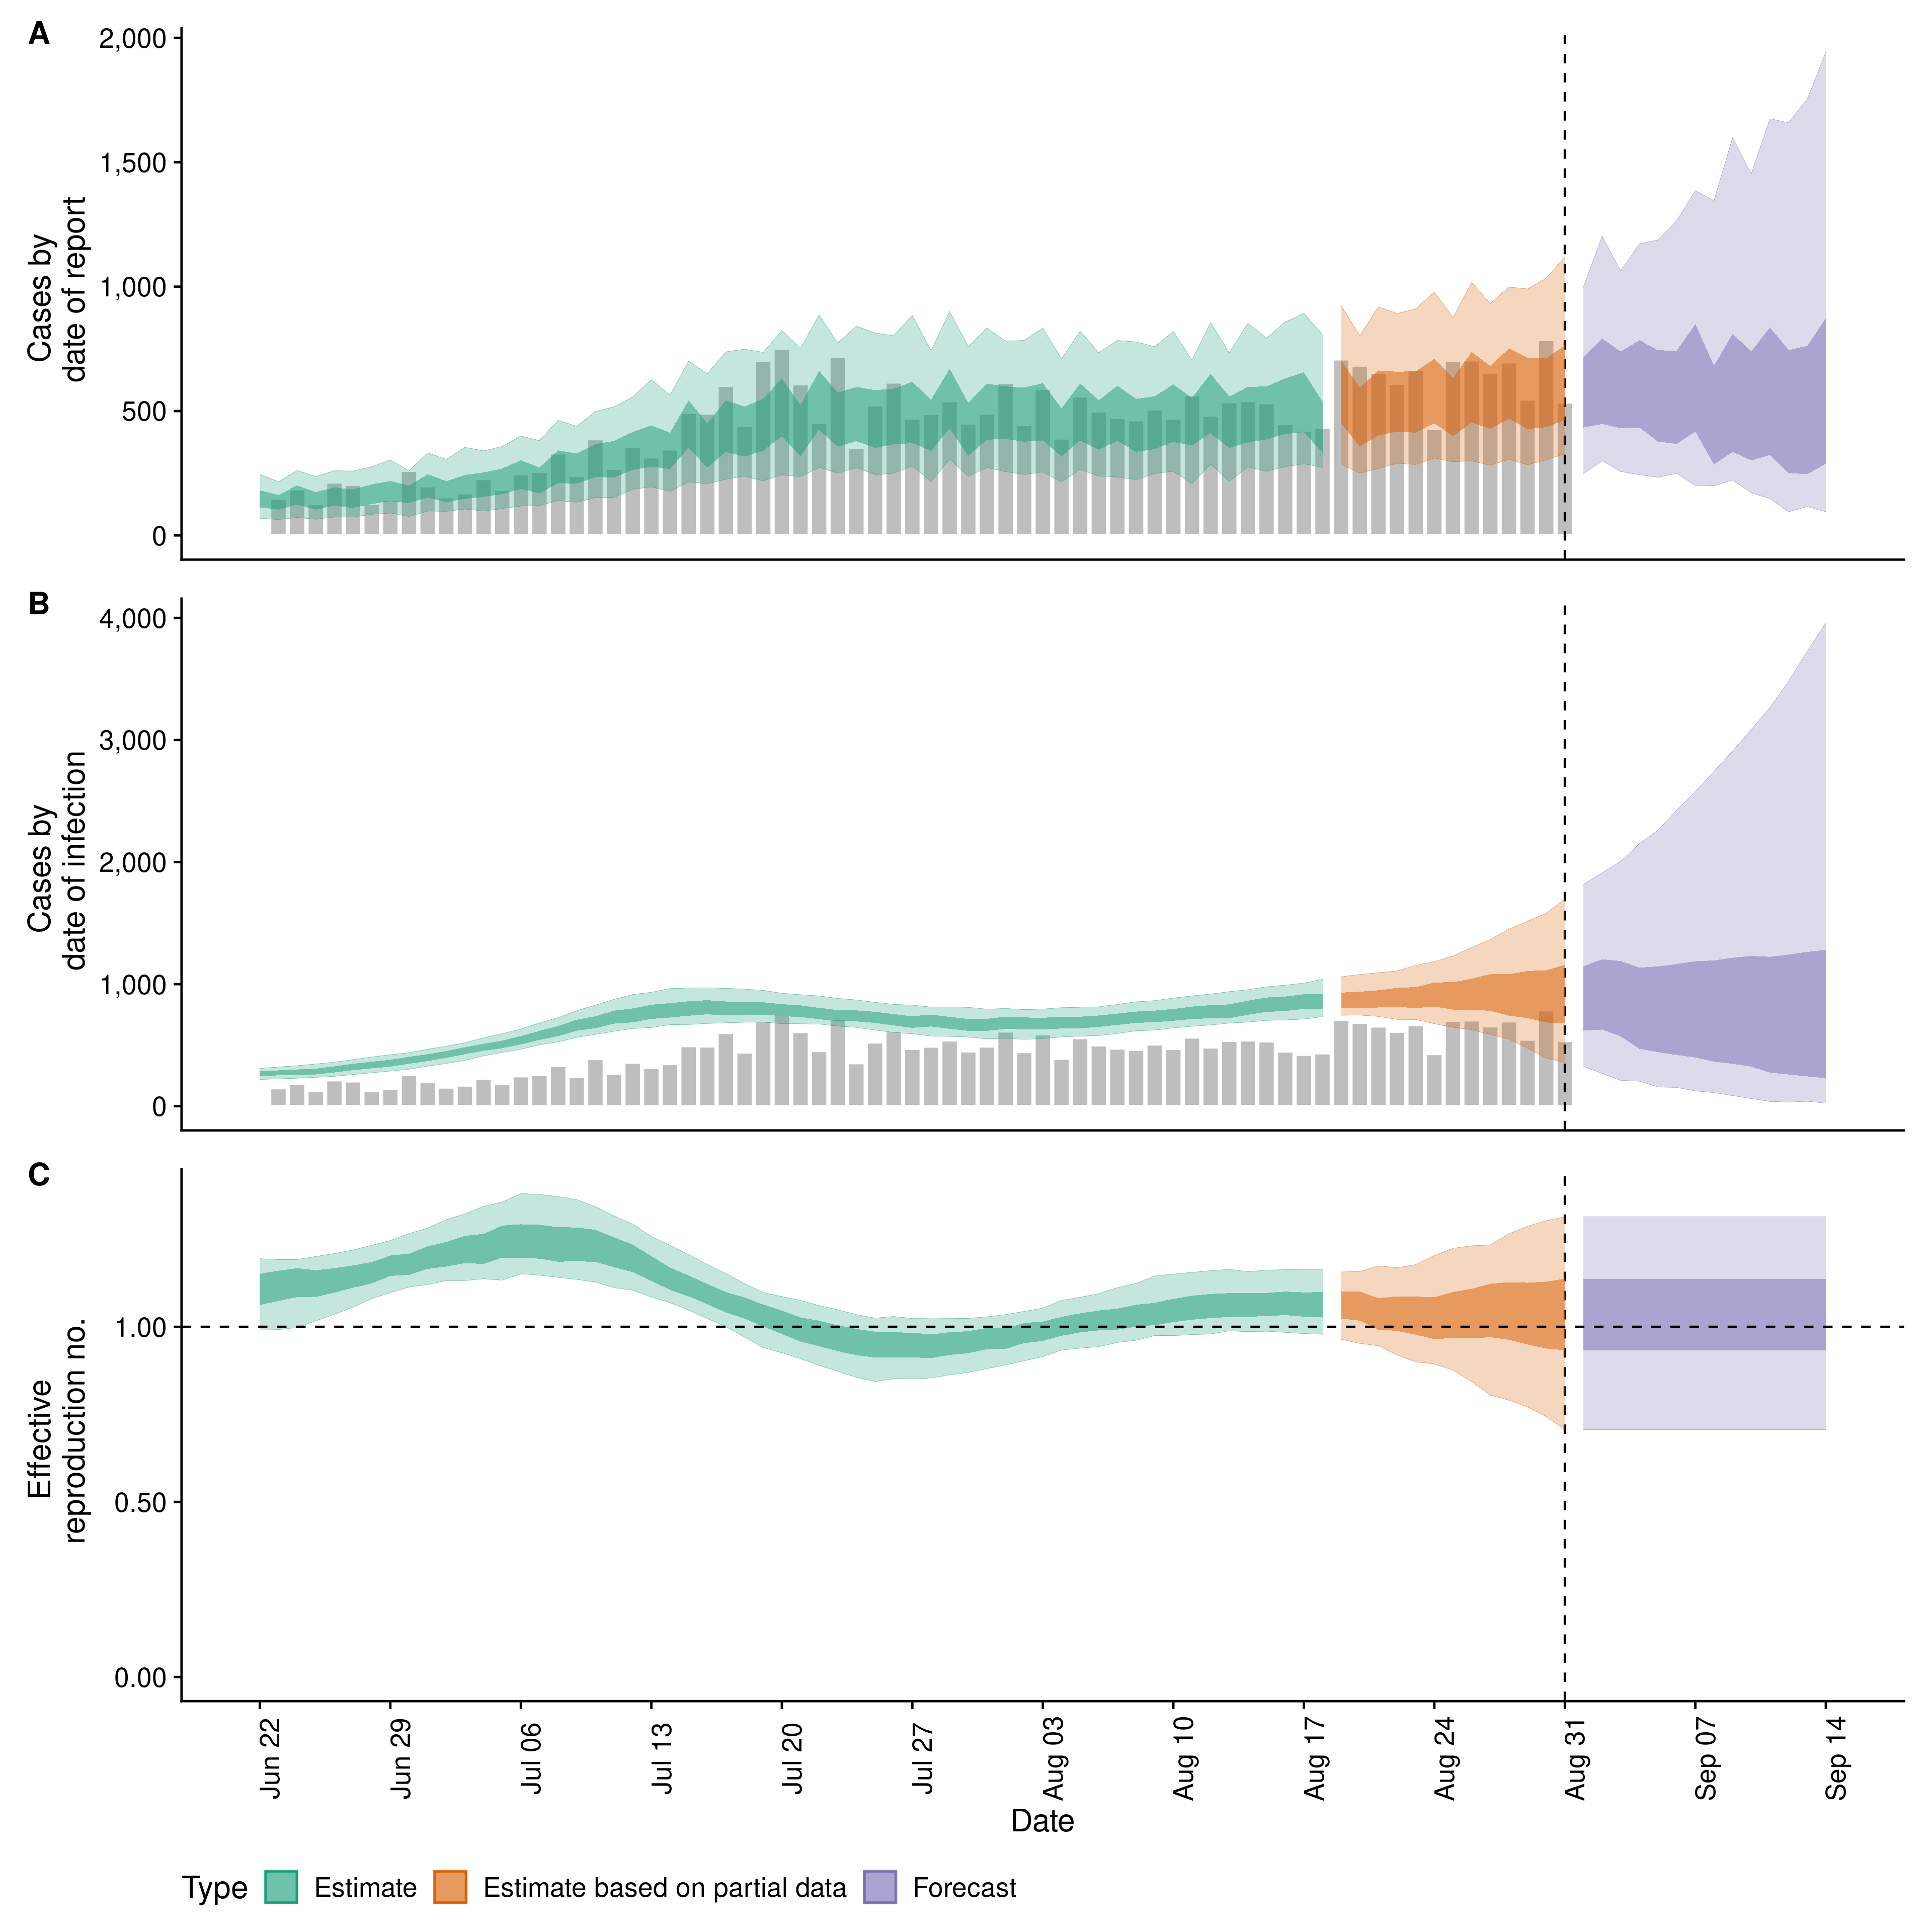 A
2,000
1,500
1,000
500
0
Cases by
date of report
B
4,000
3,000
2,000
1,000
0
Cases by
date of infection
C
1.00
0.50
0.00
Effective
reproduction no.
Jun 22
Jun 29
Jul 06
Jul 13
Jul 20
Jul 27
Aug 03
Aug 10
Aug 17
Aug 24
Aug 31
Sep 07
Sep 14
Date
Type Estimate Estimate based on partial data Forecast